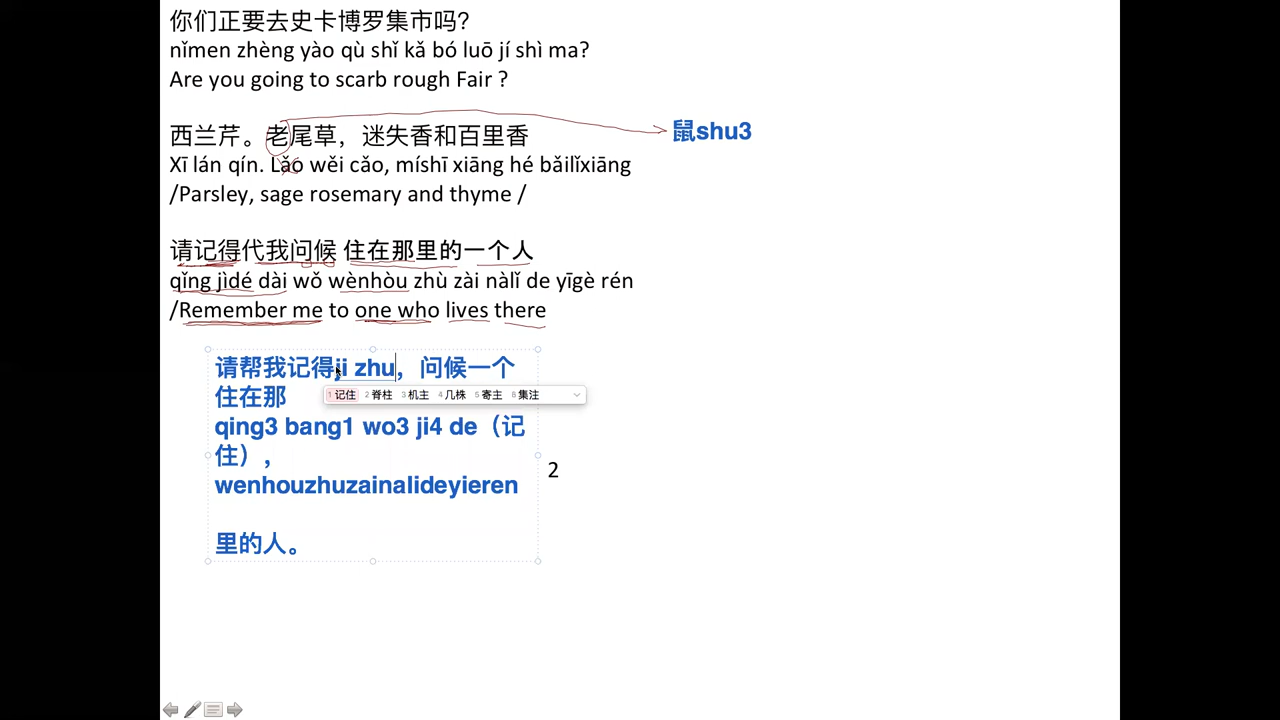 你们正要去史卡博罗集市吗?
nǐmen zhèng yào qù shǐ kǎ bó luō jí shì ma?
Are you going to scarb rough Fair ?
西兰芹。老尾草，迷失香和百里香
鼠shu3
Xī lán qín. Lǎo wěi cǎo, míshī xiāng hé bǎilǐxiāng
/Parsley, sage rosemary and thyme /
请记得代我问候 住在那里的一个人
qǐng jìdé dài wǒ wènhòu zhù zài nàlǐ de yīgè rén
/Remember me to one who lives there
请帮我记得ji zhu，问候一个
1 记住 2 脊柱 3 机主 4 几株 5 寄主 6 集注
住在那
qing3 bang1 wo3 ji4 de（记
住），
2
wenhouzhuzainalideyieren
里的人。